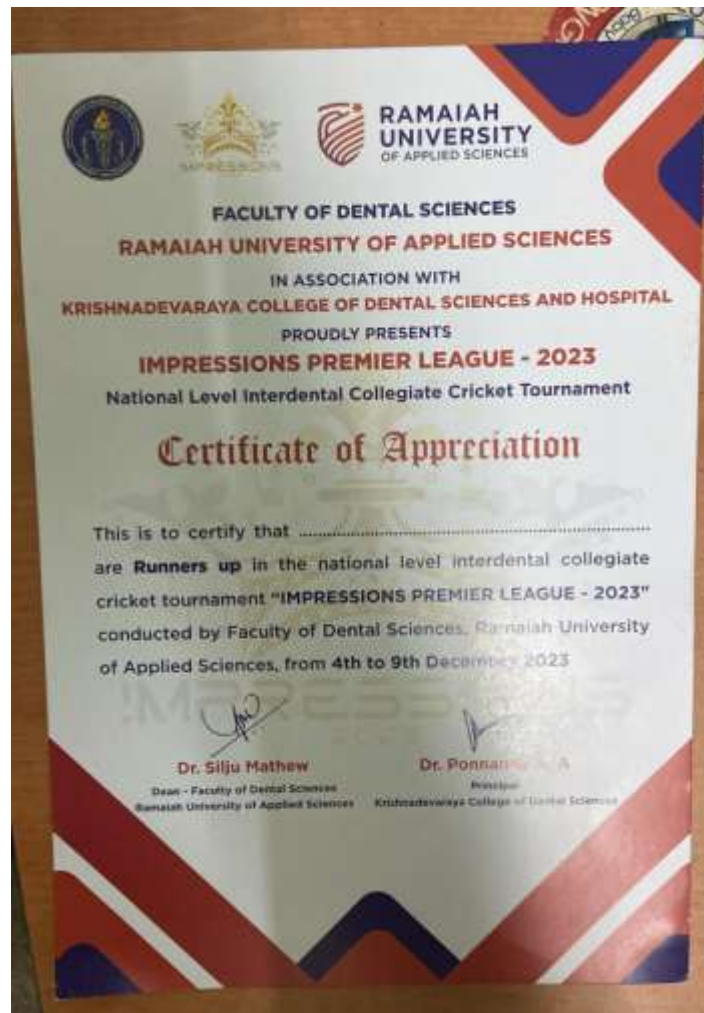 IMPRESSIONS
RAMAIAH
UNIVERSITY
OF APPLIED SCIENCES
FACULTY OF DENTAL SCIENCES
RAMAIAH UNIVERSITY OF APPLIED SCIENCES
IN ASSOCIATION WITH
KRISHNADEVARAYA COLLEGE OF DENTAL SCIENCES AND HOSPITAL
PROUDLY PRESENTS
IMPRESSIONS PREMIER LEAGUE - 2023
National Level Interdental Collegiate Cricket Tournament
Certificate of Appreciation
This is to certify that ................................................................
are Runners up in the national level interdental collegiate
cricket tournament "IMPRESSIONS PREMIER LEAGUE - 2023"
conducted by Faculty of Dental Sciences, Ramaiah University
of Applied Sciences, from 4th to 9th December 2023
IMPRESSIONS
Dr. Silju Mathew
Dr. A
Dean - Faculty of Dental Sciences
Principal
Ramaiah University of Applied Sciences
Krishnadevaraya College of Dental Sciences